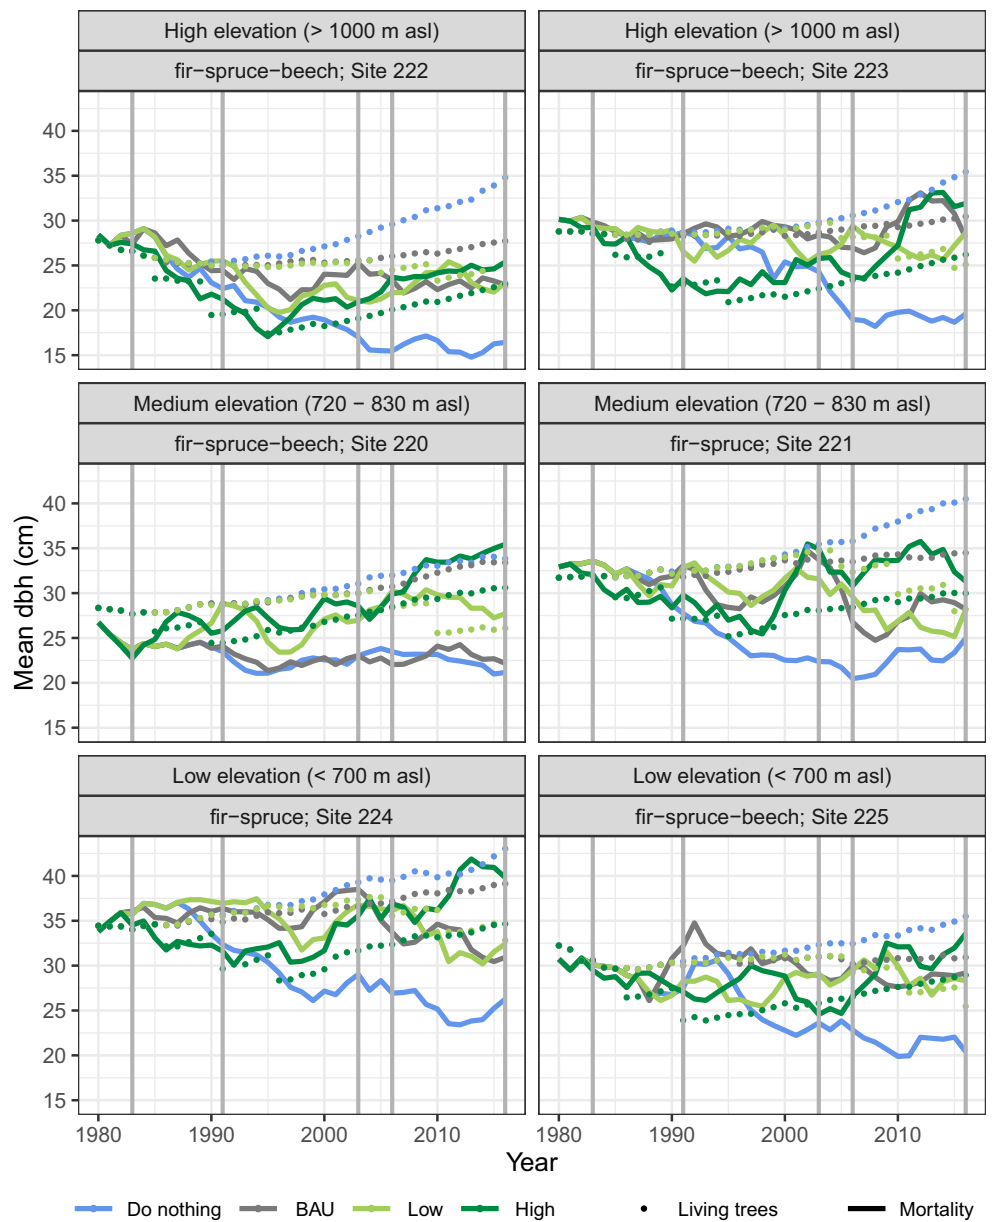 High elevation (> 1000 m asl)
High elevation (> 1000 m asl)
fir−spruce−beech; Site 222
fir−spruce−beech; Site 223
40
35
30
25
20
15
Medium elevation (720 − 830 m asl)
Medium elevation (720 − 830 m asl)
fir−spruce−beech; Site 220
fir−spruce; Site 221
40
35
30
25
20
15
Mean dbh (cm)
Low elevation (< 700 m asl)
Low elevation (< 700 m asl)
fir−spruce; Site 224
fir−spruce−beech; Site 225
40
35
30
25
20
15
1980 1990 2000 2010
1980 1990 2000 2010
Year
Do nothing BAU Low High Living trees Mortality